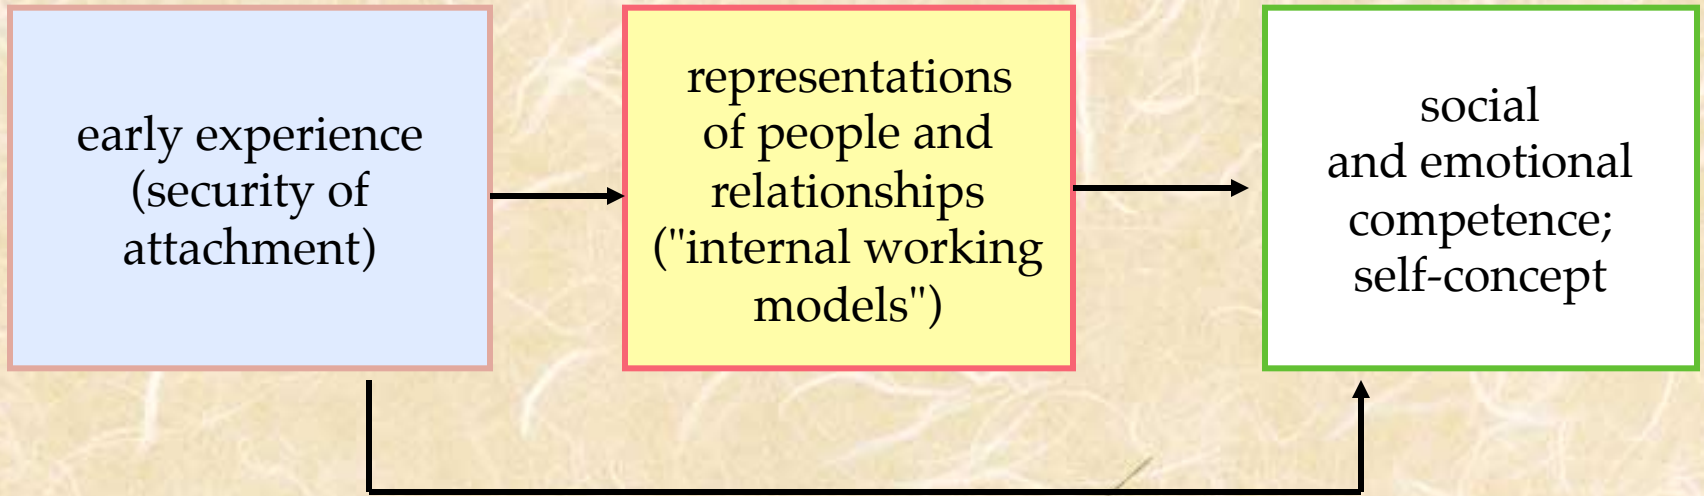 early experience
(security of
attachment)
representations
of people and
relationships
("internal working
models")
social
and emotional
competence;
self-concept